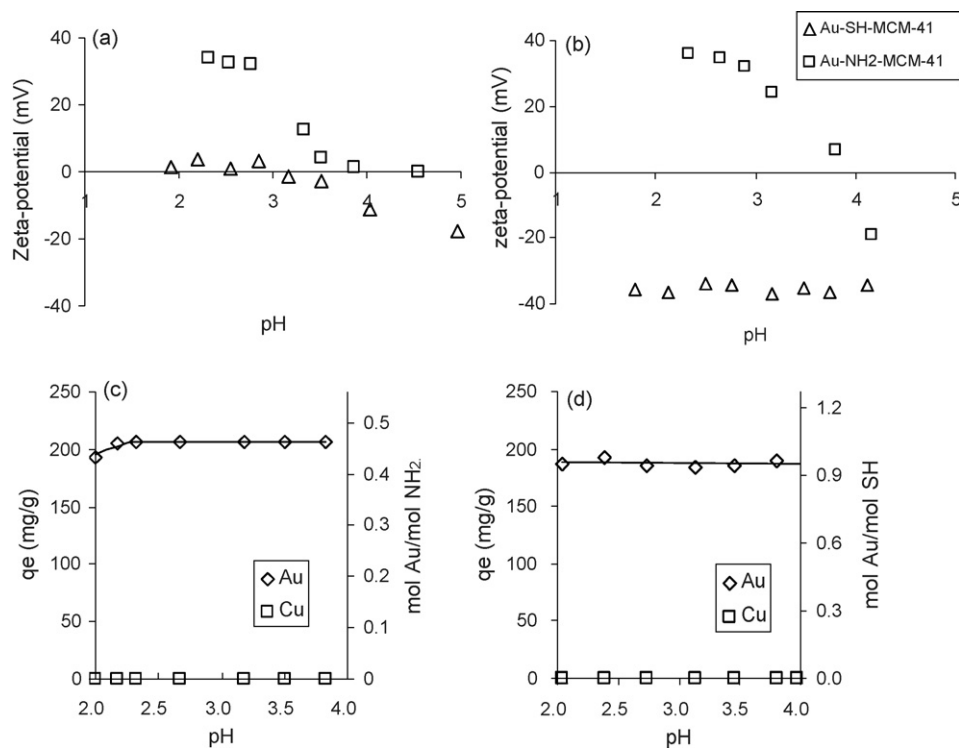 (a)
40
20
0
-20
-40
1 2 3 4 5
Zeta-potential (mV)
pH
(b)
Au-SH-MCM-41
Au-NH2-MCM-41
40
20
0
-20
-40
1 2 3 4 5
zeta-potential (mV)
pH
(c)
250
200
150
100
50
0
qe (mg/g)
0.5
0.4
0.3
0.2
0.1
0
mol Au/mol NH2.
Au
Cu
2.0 2.5 3.0 3.5 4.0
pH
(d)
250
200
150
100
50
0
qe (mg/g)
1.2
0.9
0.6
0.3
0.0
mol Au/mol SH
Au
Cu
2.0 2.5 3.0 3.5 4.0
pH